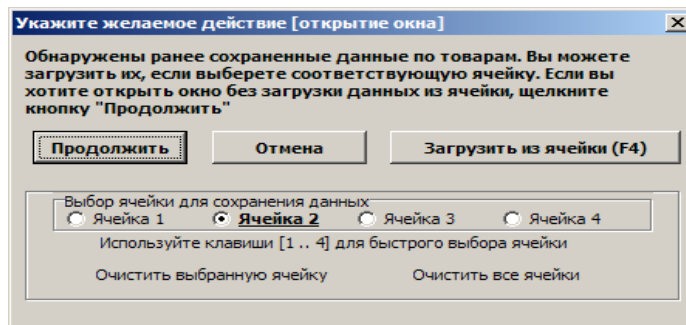 Укажите желаемое действие [открытие окна]
Обнаружены ранее сохраненные данные по товарам. Вы можете
загрузить их, если выберете соответствующую ячейку. Если вы
хотите открыть окно без загрузки данных из ячейки, щелкните
кнопку "Продолжить"
Продолжить Отмена Загрузить из ячейки (F4)
Выбор ячейки для сохранения данных
Ячейка 1 Ячейка 2 Ячейка 3 Ячейка 4
Используйте клавиши [1 .. 4] для быстрого выбора ячейки
Очистить выбранную ячейку Очистить все ячейки